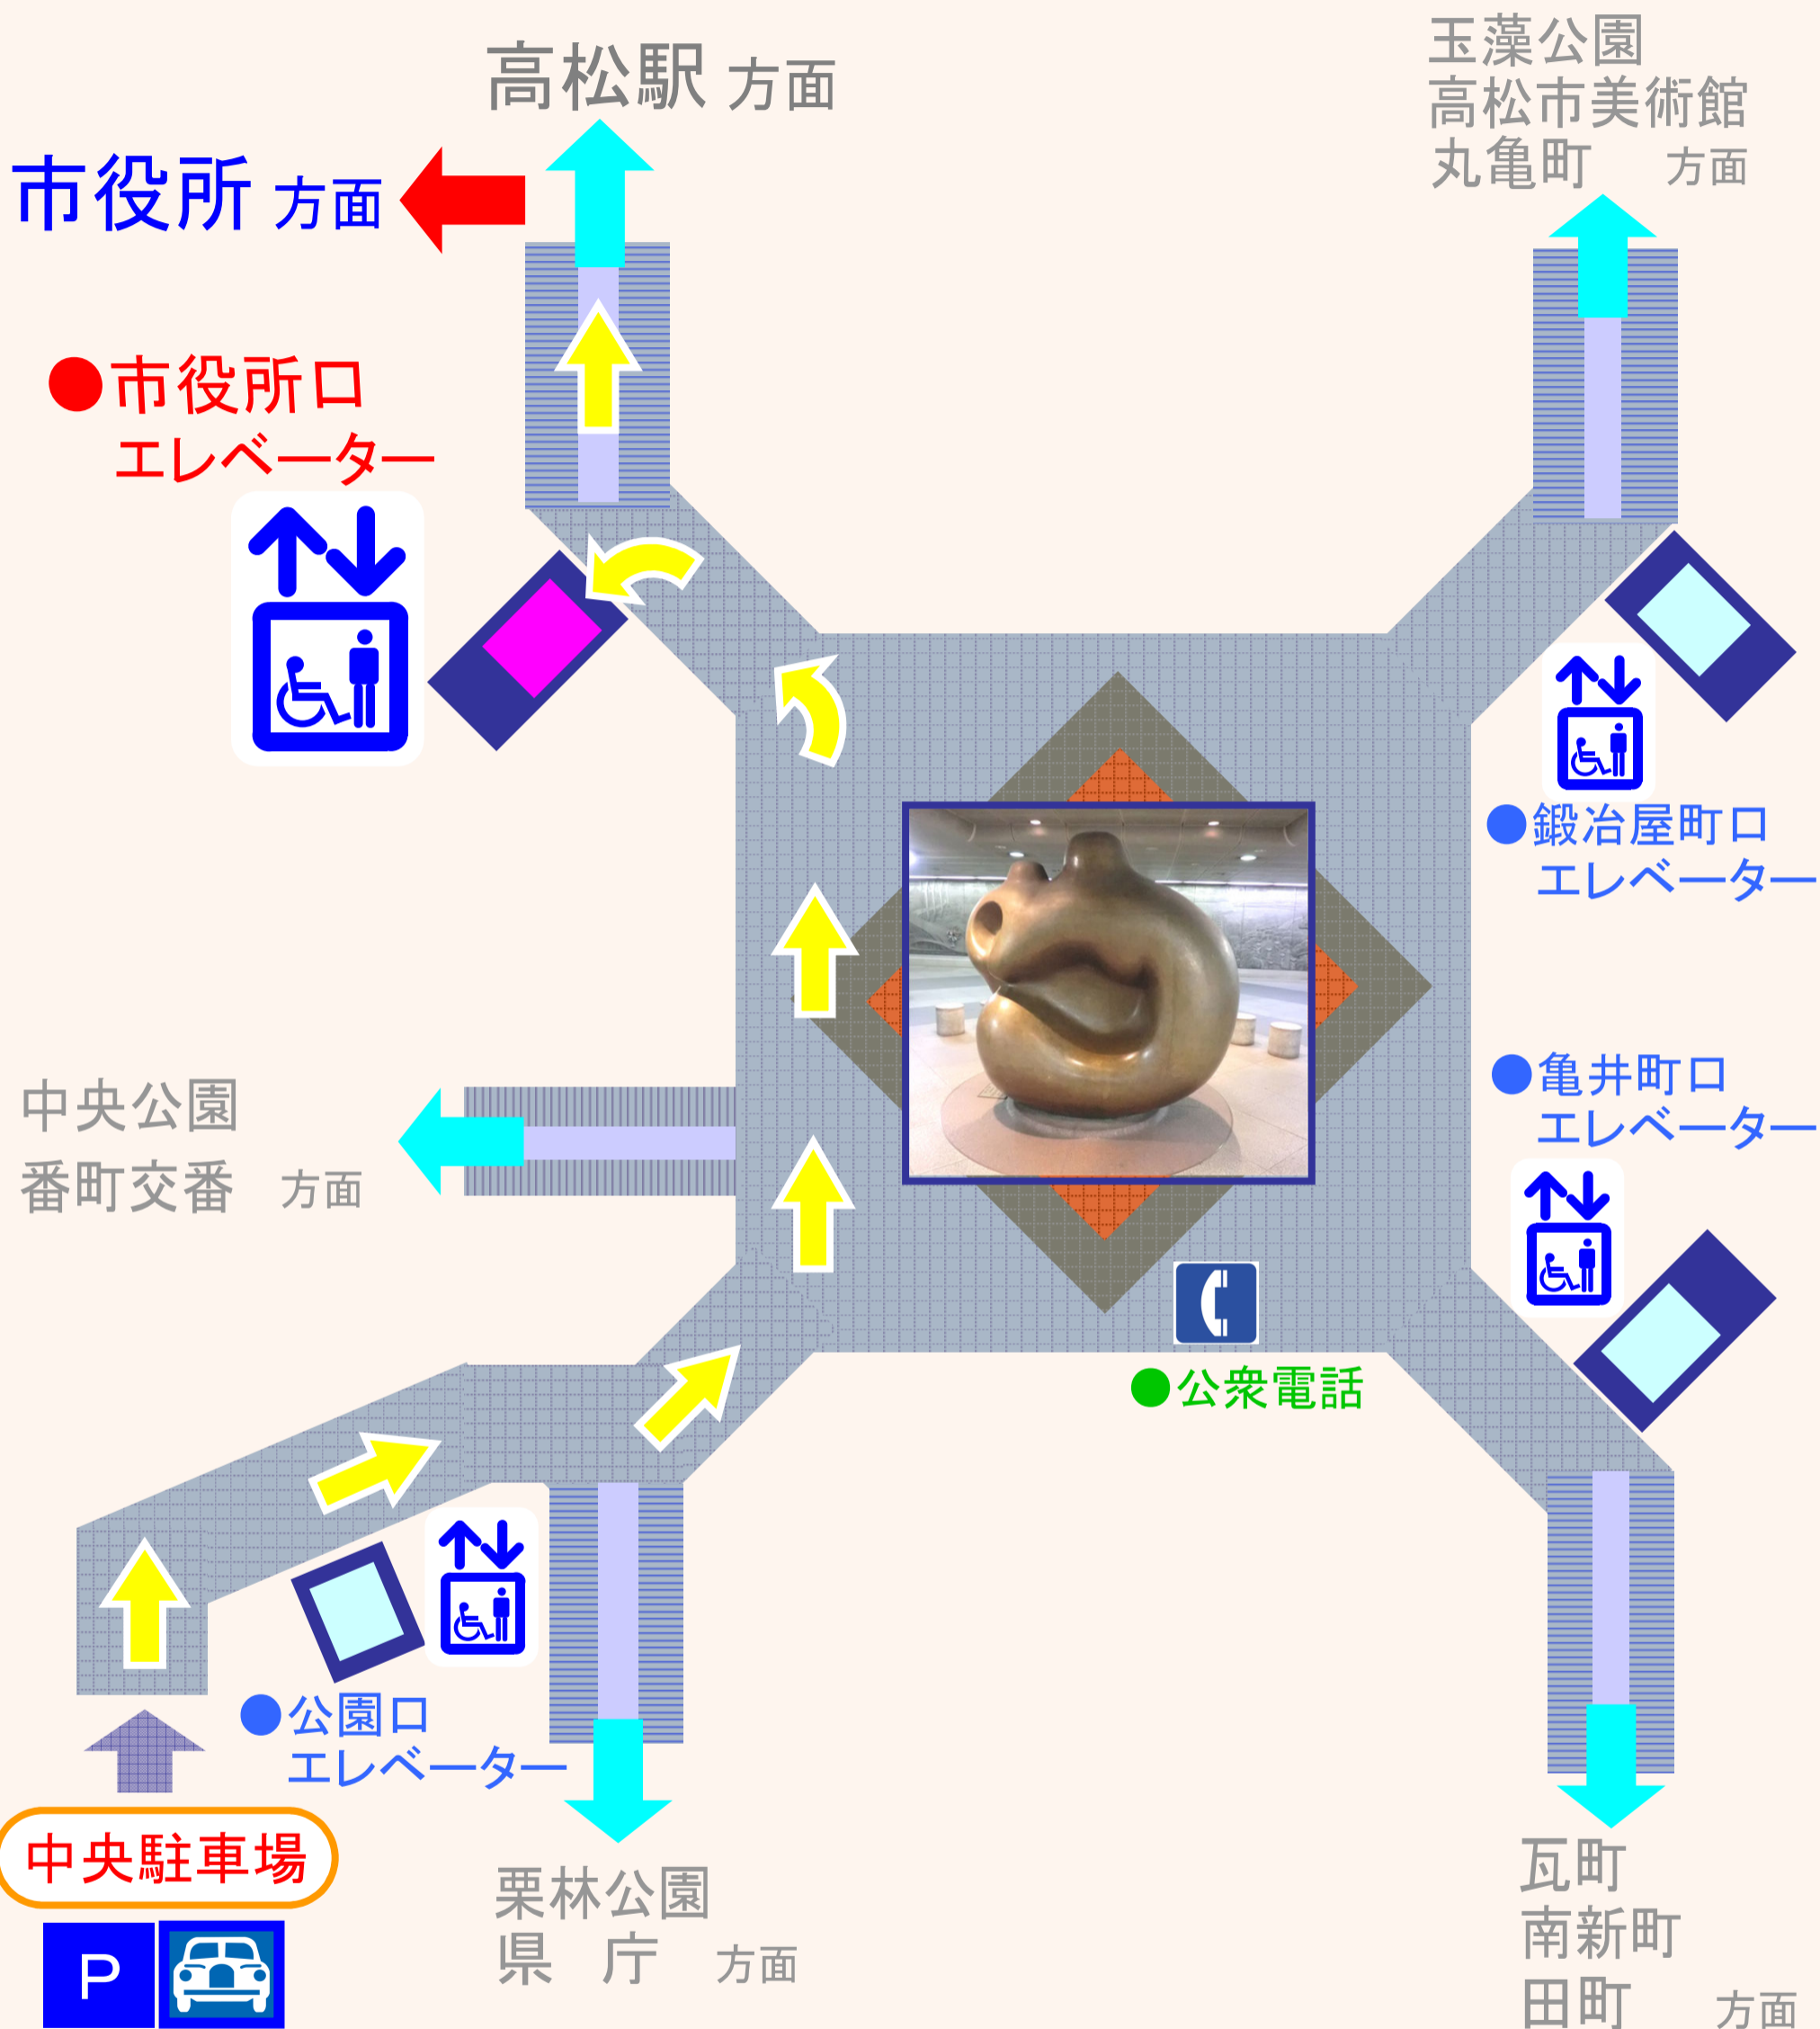 高松駅 方面
玉藻公園
高松市美術館
丸亀町 方面
市役所 方面
●市役所口
エレベーター
●鍛冶屋町口
エレベーター
中央公園
番町交番 方面
●亀井町口
エレベーター
●公衆電話
●公園口
エレベーター
中央駐車場
P
栗林公園
県 庁 方面
瓦町
南新町
田町 方面